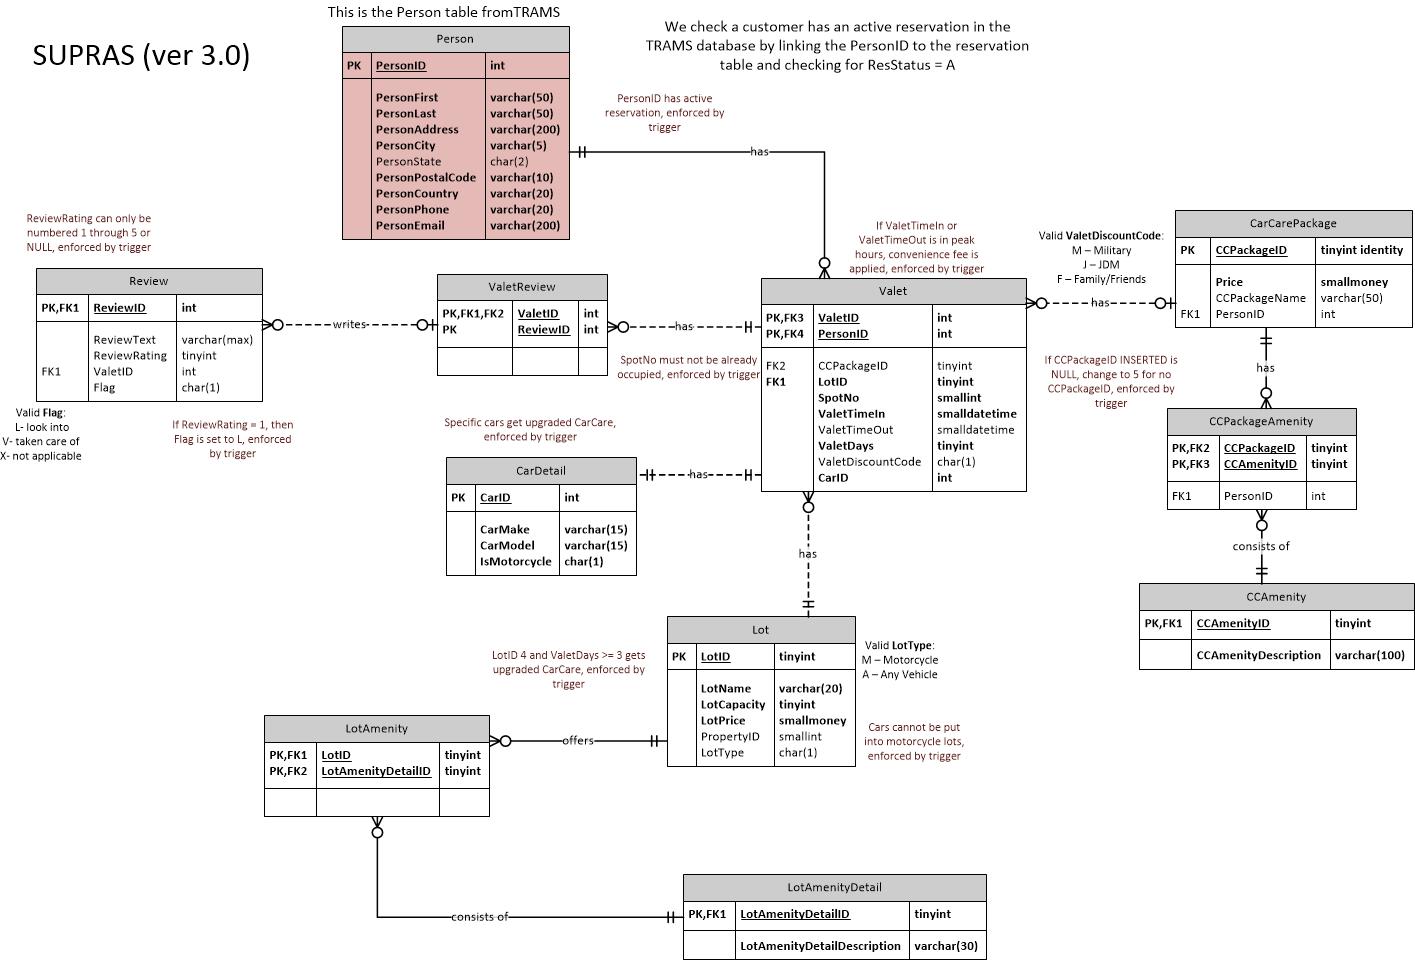 This is the Person table fromTRAMS
SUPRAS (ver 3.0)
We check a customer has an active reservation in the
TRAMS database by linking the PersonID to the reservation
table and checking for ResStatus = A
Person
PK PersonID int
PersonFirst varchar(50)
PersonLast varchar(50)
PersonAddress varchar(200)
PersonCity varchar(5)
PersonState char(2)
PersonPostalCode varchar(10)
PersonCountry varchar(20)
PersonPhone varchar(20)
PersonEmail varchar(200)
PersonID has active
reservation, enforced by
trigger
has
ReviewRating can only be
numbered 1 through 5 or
NULL, enforced by trigger
Review
PK,FK1 ReviewID int
ReviewText varchar(max)
ReviewRating tinyint
FK1 ValetID int
Flag char(1)
writes
Valid Flag:
L- look into
V- taken care of
X- not applicable
If ReviewRating = 1, then
Flag is set to L, enforced
by trigger
ValetReview
PK,FK1,FK2 ValetID int
PK ReviewID int
has
SpotNo must not be already
occupied, enforced by trigger
If ValetTimeIn or
ValetTimeOut is in peak
hours, convenience fee is
applied, enforced by trigger
Valet
PK,FK3 ValetID int
PK,FK4 PersonID int
FK2 CCPackageID tinyint
FK1 LotID tinyint
SpotNo smallint
ValetTimeIn smalldatetime
ValetTimeOut smalldatetime
ValetDays tinyint
ValetDiscountCode char(1)
CarID int
Valid ValetDiscountCode:
M – Military
J – JDM
F – Family/Friends
has
CarCarePackage
PK CCPackageID tinyint identity
Price smallmoney
CCPackageName varchar(50)
FK1 PersonID int
has
If CCPackageID INSERTED is
NULL, change to 5 for no
CCPackageID, enforced by
trigger
CCPackageAmenity
PK,FK2 CCPackageID tinyint
PK,FK3 CCAmenityID tinyint
FK1 PersonID int
consists of
CCAmenity
PK,FK1 CCAmenityID tinyint
CCAmenityDescription varchar(100)
Specific cars get upgraded CarCare,
enforced by trigger
CarDetail
PK CarID int
CarMake varchar(15)
CarModel varchar(15)
IsMotorcycle char(1)
has
has
Lot
PK LotID tinyint
LotName varchar(20)
LotCapacity tinyint
LotPrice smallmoney
PropertyID smallint
LotType char(1)
Valid LotType:
M – Motorcycle
A – Any Vehicle
Cars cannot be put
into motorcycle lots,
enforced by trigger
LotID 4 and ValetDays >= 3 gets
upgraded CarCare, enforced by
trigger
LotAmenity
PK,FK1 LotID tinyint
PK,FK2 LotAmenityDetailID tinyint
offers
consists of
LotAmenityDetail
PK,FK1 LotAmenityDetailID tinyint
LotAmenityDetailDescription varchar(30)